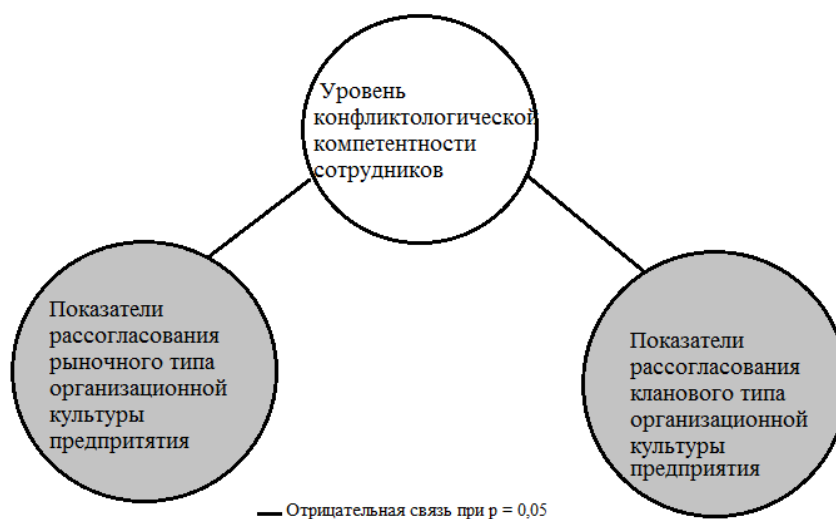 Уровень
конфликтологической
компетентности
сотрудников
Показатели
рассогласования
рыночного типа
организационной
культуры
предпритятия
Показатели
рассогласования
кланового типа
организационной
культуры
предприятия
Отрицательная связь при p = 0,05